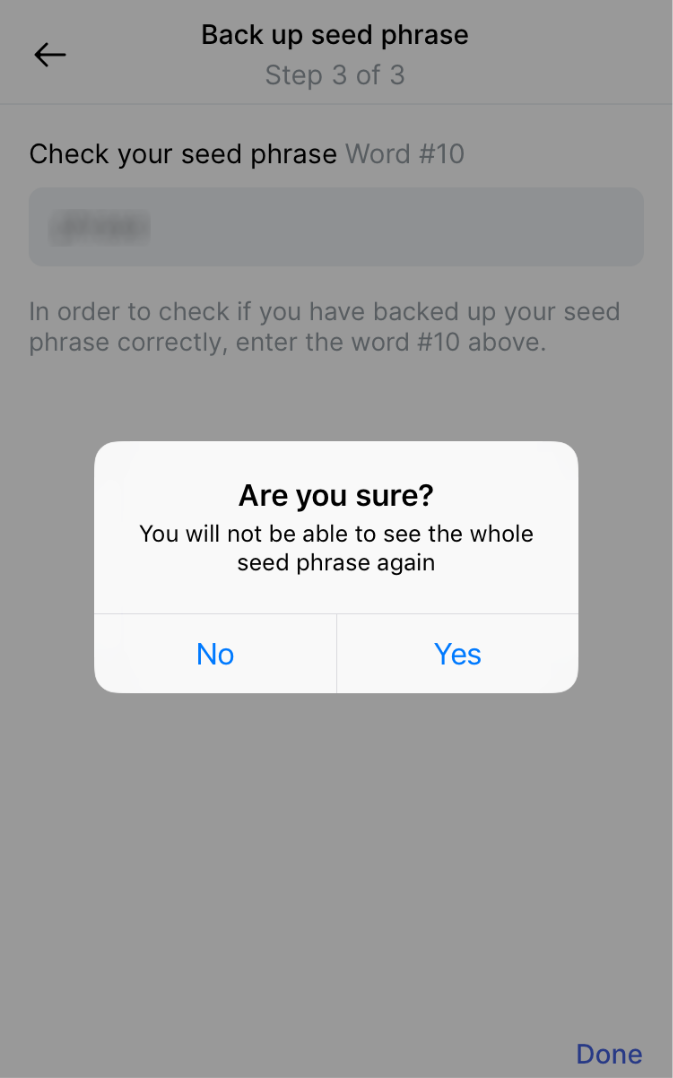 Back up seed phrase
Step 3 of 3
Check your seed phrase Word #10
In order to check if you have backed up your seed
phrase correctly, enter the word #10 above.
Are you sure?
You will not be able to see the whole
seed phrase again
No Yes
Done